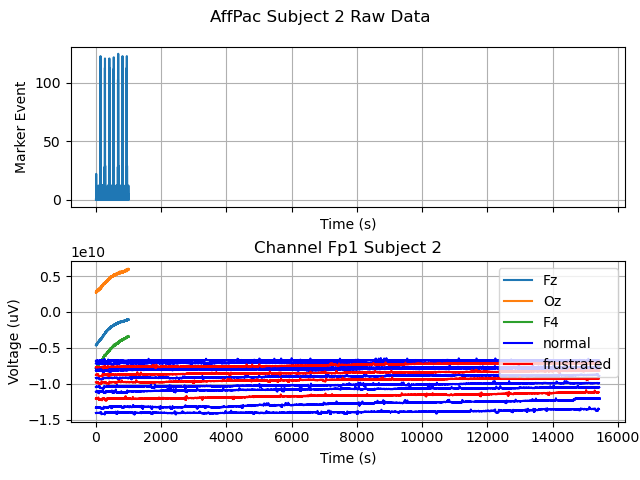 AffPac Subject 2 Raw Data
100
50
0
Marker Event
Time (s)
Channel Fp1 Subject 2
1e10
0.5
0.0
−0.5
−1.0
−1.5
Voltage (uV)
Fz
Oz
F4
normal
frustrated
0 2000 4000 6000 8000 10000 12000 14000 16000
Time (s)